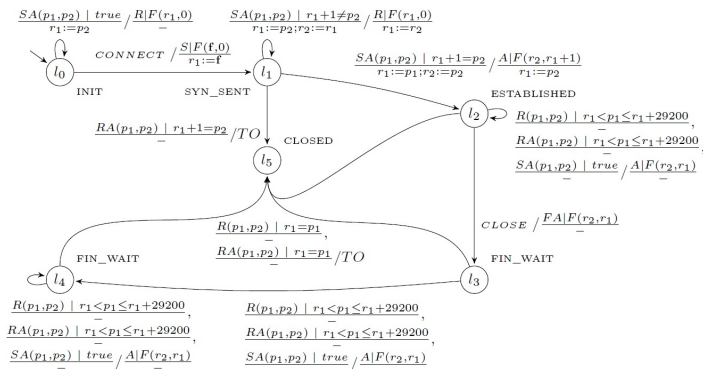 SA(p₁,p₂) | true / R|F(r₁,0)
r₁:=p₂ / −
SA(p₁,p₂) | r₁+1≠p₂ / R|F(r₁,0)
r₁:=p₂;r₂:=r₁ / r₁:=r₂
CONNECT / S|F(f,0)
r₁:=f
SA(p₁,p₂) | r₁+1=p₂ / A|F(r₂,r₁+1)
r₁:=p₁;r₂:=p₂ / r₁:=p₂
l₀
l₁
INIT
SYN_SENT
ESTABLISHED
l₂
R(p₁,p₂) | r₁<p₁≤r₁+29200
−,
RA(p₁,p₂) | r₁<p₁≤r₁+29200
−,
SA(p₁,p₂) | true / A|F(r₂,r₁)
− / −
RA(p₁,p₂) | r₁+1=p₂ /TO
−
CLOSED
l₅
R(p₁,p₂) | r₁=p₁
−,
RA(p₁,p₂) | r₁=p₁ /TO
−
CLOSE / FA|F(r₂,r₁)
−
FIN_WAIT
FIN_WAIT
l₄
l₃
R(p₁,p₂) | r₁<p₁≤r₁+29200
−,
RA(p₁,p₂) | r₁<p₁≤r₁+29200
−,
SA(p₁,p₂) | true / A|F(r₂,r₁)
− / −
R(p₁,p₂) | r₁<p₁≤r₁+29200
−,
RA(p₁,p₂) | r₁<p₁≤r₁+29200
−,
SA(p₁,p₂) | true / A|F(r₂,r₁)